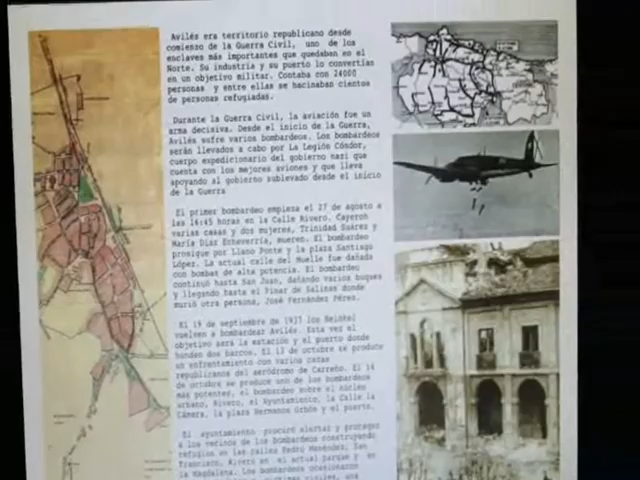 Avilés era territorio republicano desde
comienzo de la Guerra Civil, uno de los
enclaves más importantes que quedaban en el
Norte. Su industria y su puerto lo convertían
en un objetivo militar. Contaba con 24000
personas y entre ellas se hacinaban cientos
de personas refugiadas.
Durante la Guerra Civil, la aviación fue un
arma decisiva. Desde el inicio de la Guerra,
Avilés sufre varios bombardeos. Los bombardeos
serán llevados a cabo por La Legión Cóndor,
cuerpo expedicionario del gobierno nazi que
cuenta con los mejores aviones y que lleva
apoyando al gobierno sublevado desde el inicio
de la Guerra
El primer bombardeo empieza el 27 de agosto a
las 16:45 horas en la Calle Rivero. Cayeron
varias casas y dos mujeres, Trinidad Suárez y
María Díaz Echeverría, mueren. El bombardeo
prosigue por Llano Ponte y la plaza Santiago
López. La actual calle del Muelle fue dañada
con bombas de alta potencia. El bombardeo
continuó hasta San Juan, dañando varios buques
y llegando hasta el Pinar de Salinas donde
murió otra persona, José Fernández Pérez.
El 19 de septiembre de 1937 los Heinkel
vuelven a bombardear Avilés. Esta vez el
objetivo será la estación y el puerto donde
hunden dos barcos. El 13 de octubre se produce
un enfrentamiento con varios cazas
republicanos del aeródromo de Carreño. El 14
de octubre se produce uno de los bombardeos
más potentes, el bombardeo sobre el núcleo
urbano, Rivero, el Ayuntamiento, la Calle la
Cámara, la plaza Hermanos Orbón y el puerto.
El ayuntamiento procuró alertar y proteger
a los vecinos de los bombardeos construyendo
refugios en las calles Pedro Menéndez, San
Francisco, Rivero en el actual parque y en
la Magdalena. Los bombardeos ocasionaron
víctimas civiles, una